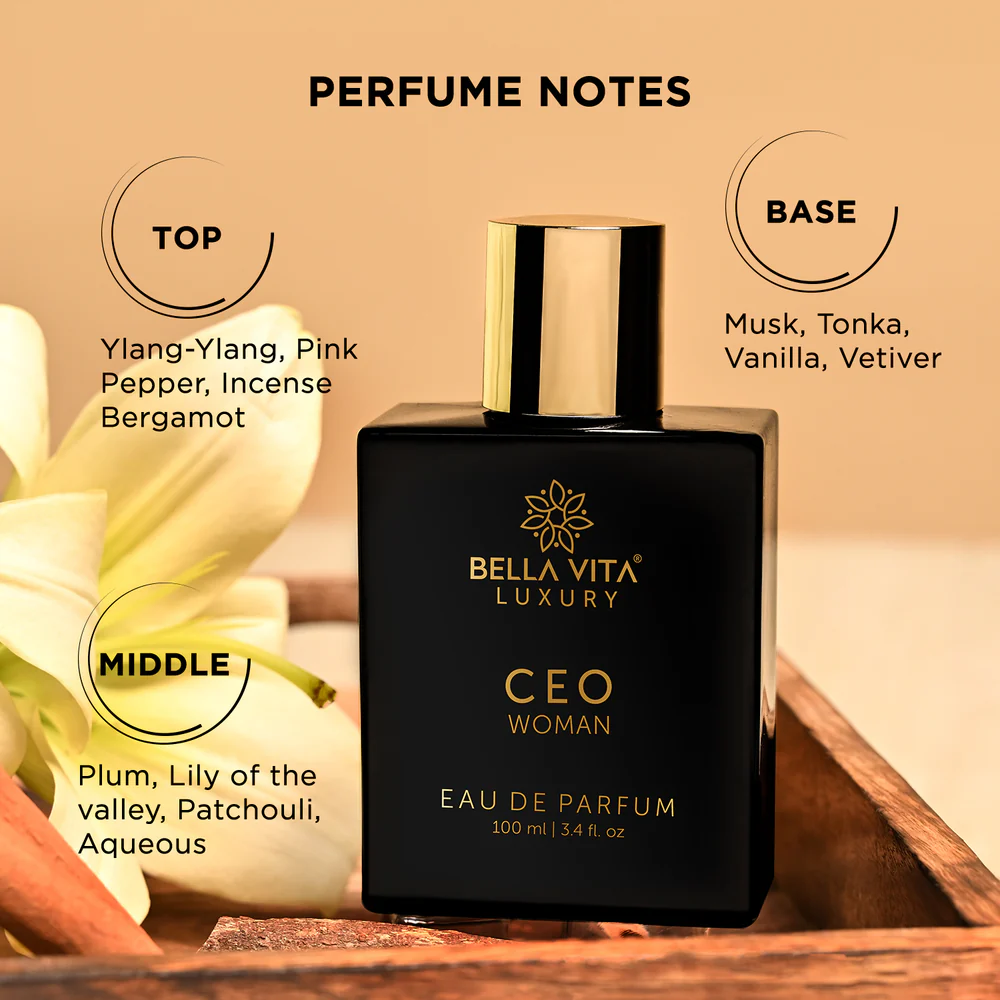 PERFUME NOTES
TOP
Ylang-Ylang, Pink
Pepper, Incense
Bergamot
BASE
Musk, Tonka,
Vanilla, Vetiver
MIDDLE
Plum, Lily of the
valley, Patchouli,
Aqueous
BELLA VITA®
LUXURY
CEO
WOMAN
EAU DE PARFUM
100 ml | 3.4 fl. oz